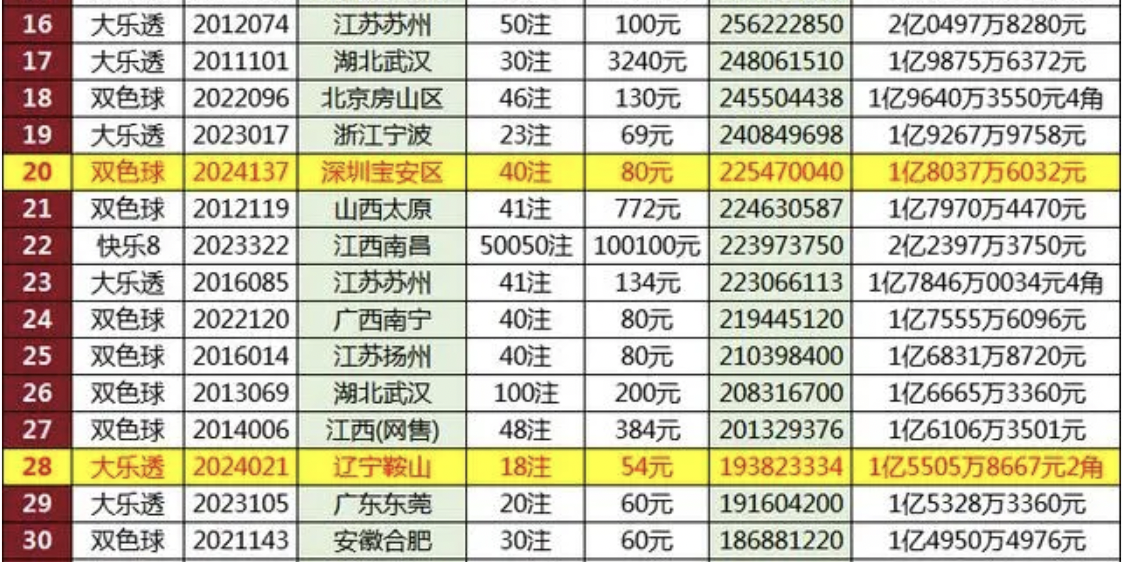 16 大乐透 2012074 江苏苏州 50注 100元 256222850 2亿0497万8280元
17 大乐透 2011101 湖北武汉 30注 3240元 248061510 1亿9875万6372元
18 双色球 2022096 北京房山区 46注 130元 245504438 1亿9640万3550元4角
19 大乐透 2023017 浙江宁波 23注 69元 240849698 1亿9267万9758元
20 双色球 2024137 深圳宝安区 40注 80元 225470040 1亿8037万6032元
21 双色球 2012119 山西太原 41注 772元 224630587 1亿7970万4470元
22 快乐8 2023322 江西南昌 50050注 100100元 223973750 2亿2397万3750元
23 大乐透 2016085 江苏苏州 41注 134元 223066113 1亿7846万0034元4角
24 双色球 2022120 广西南宁 40注 80元 219445120 1亿7555万6096元
25 双色球 2016014 江苏扬州 40注 80元 210398400 1亿6831万8720元
26 双色球 2013069 湖北武汉 100注 200元 208316700 1亿6665万3360元
27 双色球 2014006 江西(网售) 48注 384元 201329376 1亿6106万3501元
28 大乐透 2024021 辽宁鞍山 18注 54元 193823334 1亿5505万8667元2角
29 大乐透 2023105 广东东莞 20注 60元 191604200 1亿5328万3360元
30 双色球 2021143 安徽合肥 30注 60元 186881220 1亿4950万4976元